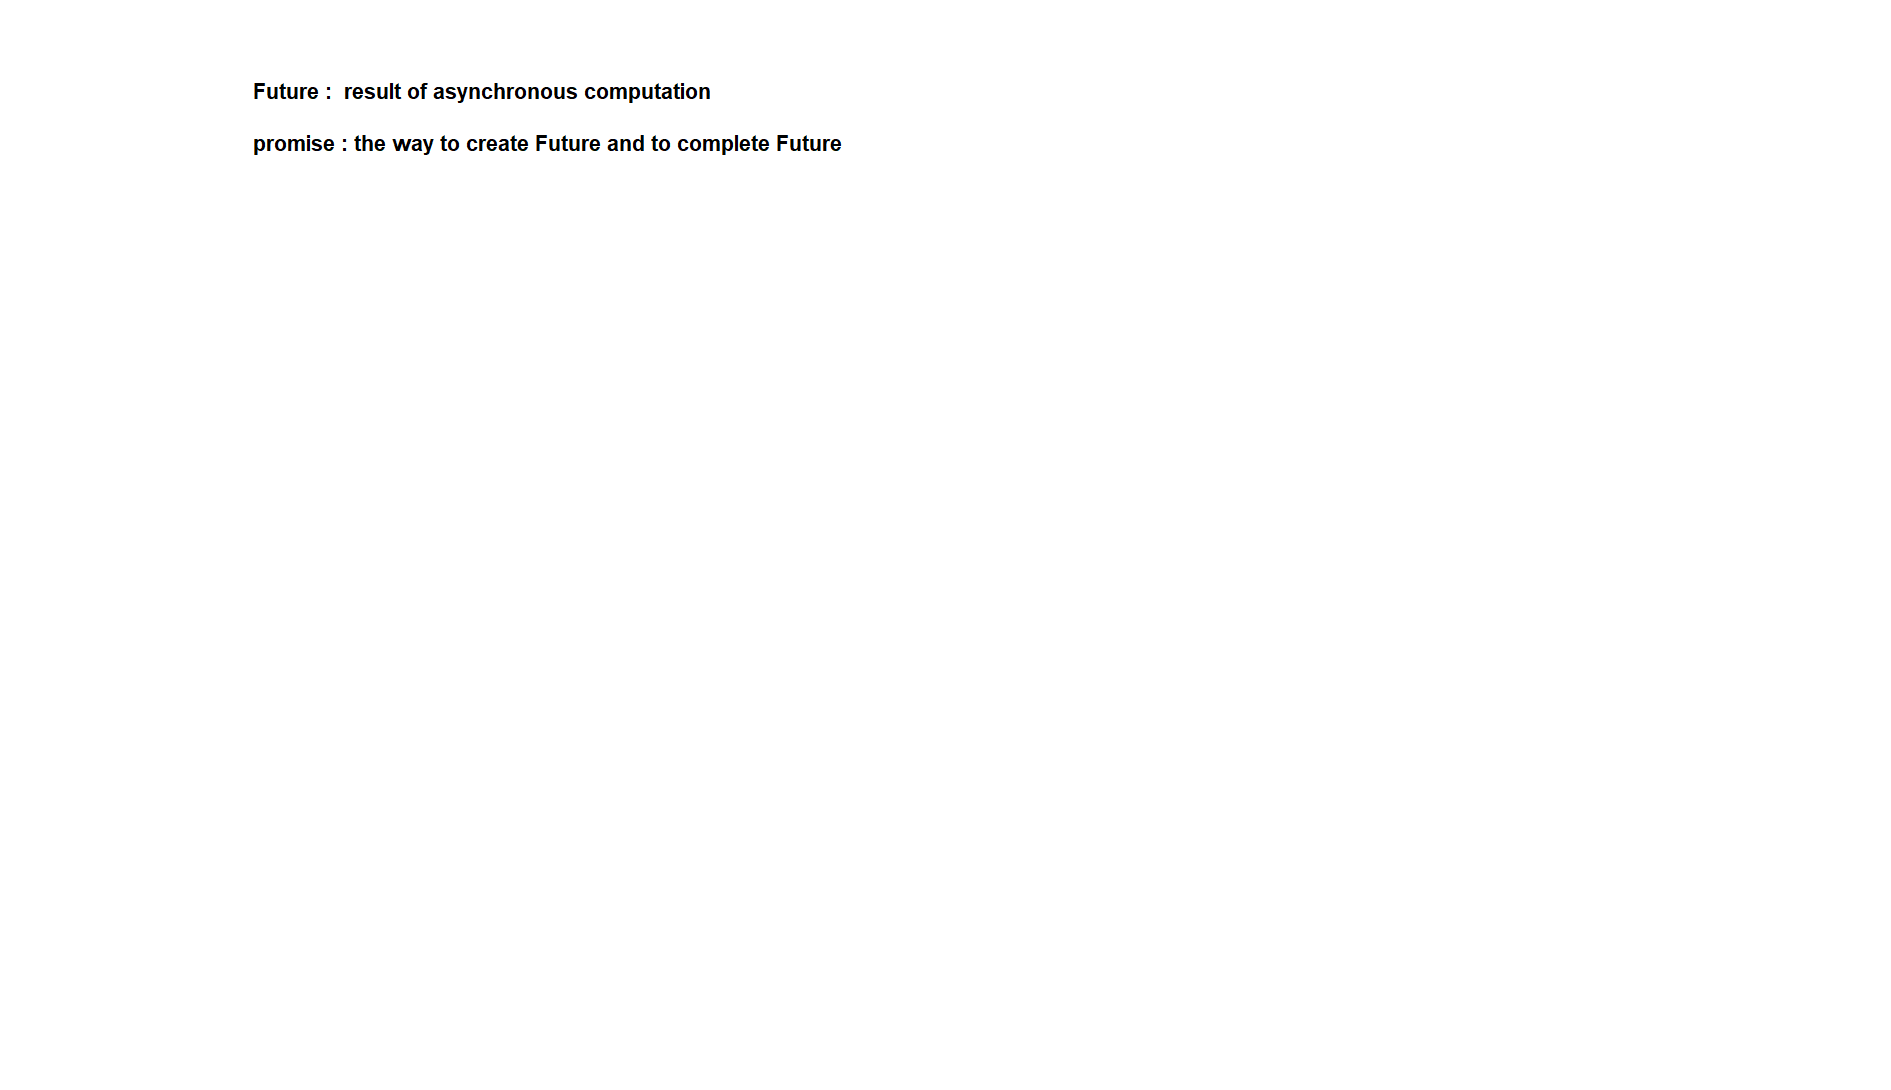 Future :  result of asynchronous computation
promise : the way to create Future and to complete Future